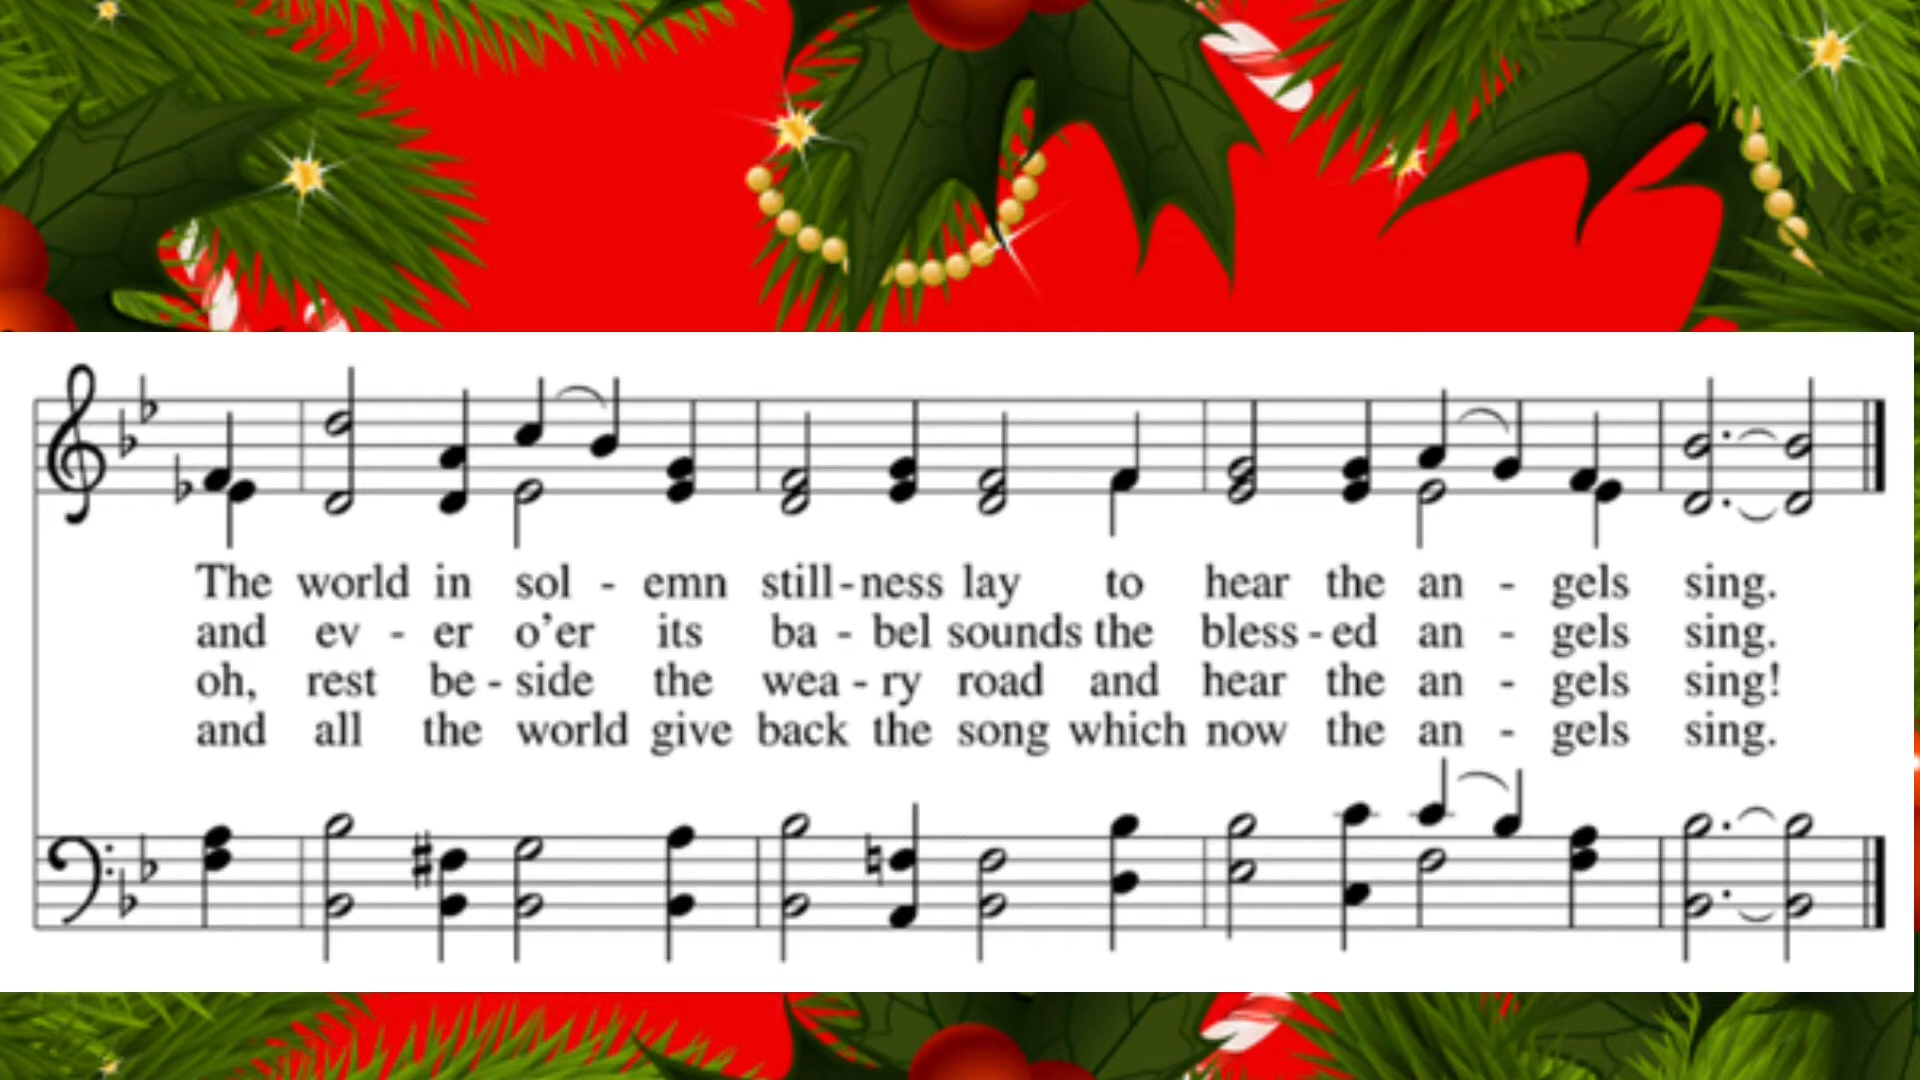 The world in sol - emn still - ness lay to hear the an - gels sing.
and ev - er o'er its ba - bel sounds the bless - ed an - gels sing.
oh, rest be - side the wea - ry road and hear the an - gels sing!
and all the world give back the song which now the an - gels sing.